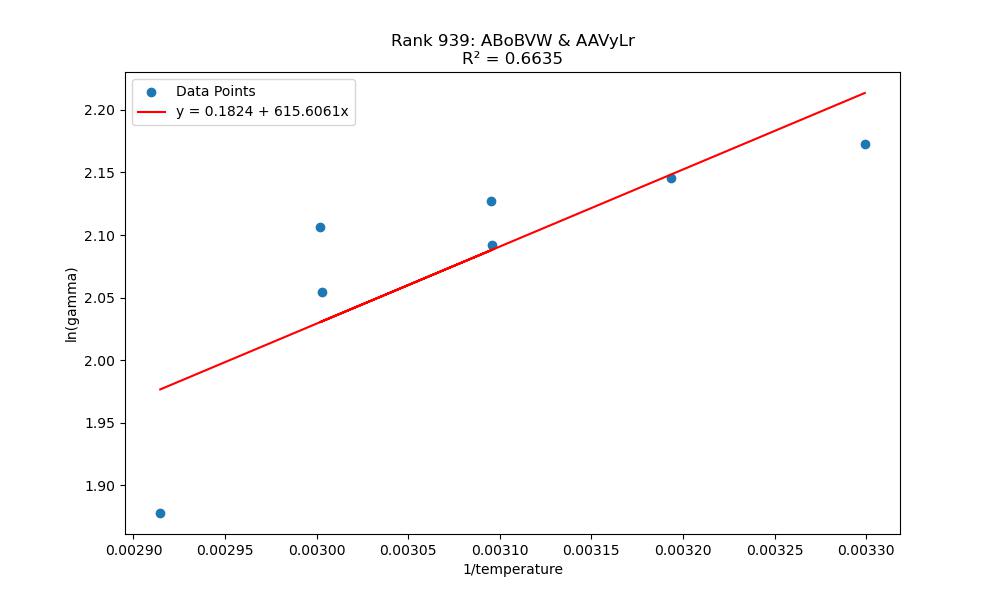 Rank 939: ABoBVW & AAVyLr
R² = 0.6635
Data Points
y = 0.1824 + 615.6061x
2.20
2.15
2.10
2.05
2.00
1.95
1.90
ln(gamma)
0.00290 0.00295 0.00300 0.00305 0.00310 0.00315 0.00320 0.00325 0.00330
1/temperature